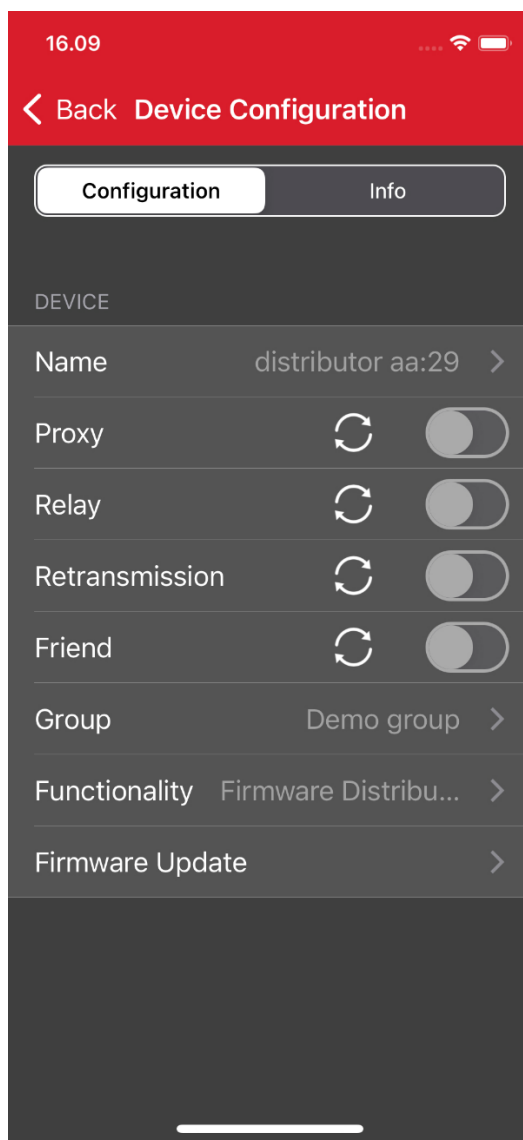 16.09
Back Device Configuration
Configuration Info
DEVICE
Name distributor aa:29
Proxy
Relay
Retransmission
Friend
Group Demo group
Functionality Firmware Distribu...
Firmware Update